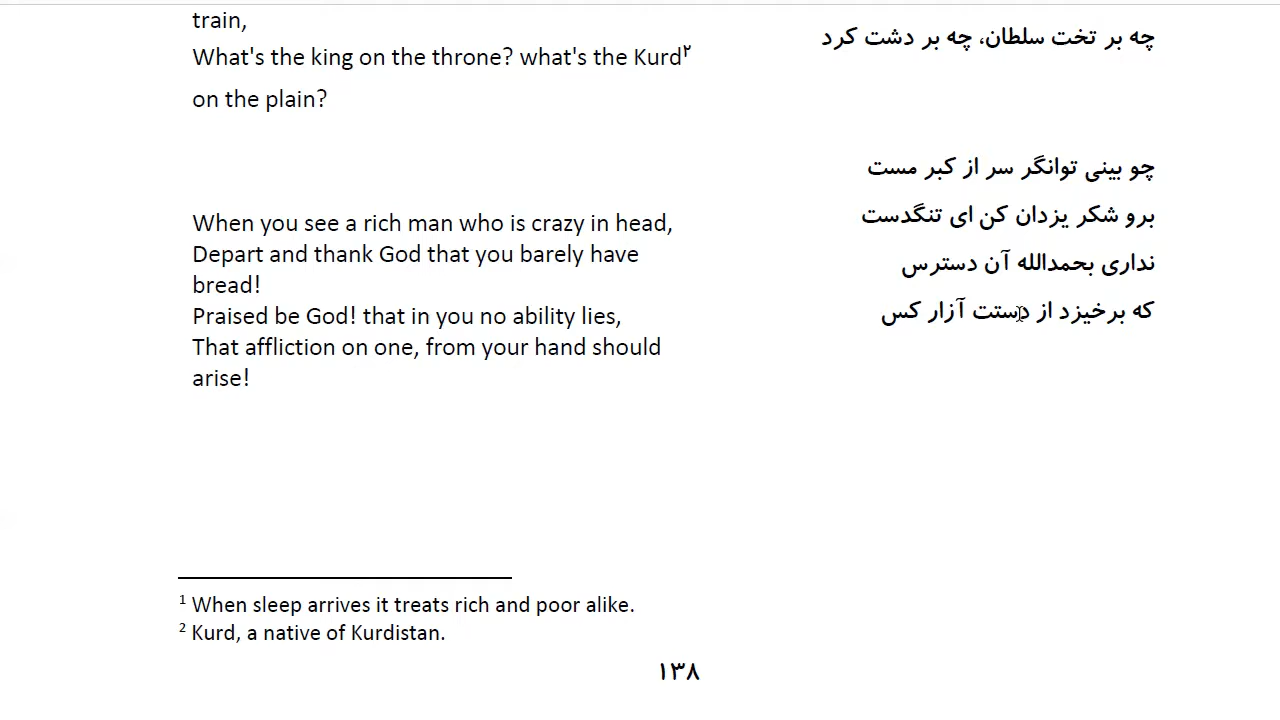 train,
What's the king on the throne? what's the Kurd²
on the plain?
چه بر تخت سلطان، چه بر دشت کرد
When you see a rich man who is crazy in head,
Depart and thank God that you barely have
bread!
Praised be God! that in you no ability lies,
That affliction on one, from your hand should
arise!
چو بینی توانگر سر از کبر مست
برو شکر یزدان کن ای تنگدست
نداری بحمدالله آن دسترس
که برخیزد از دستت آزار کس
¹ When sleep arrives it treats rich and poor alike.
² Kurd, a native of Kurdistan.
۱۳۸